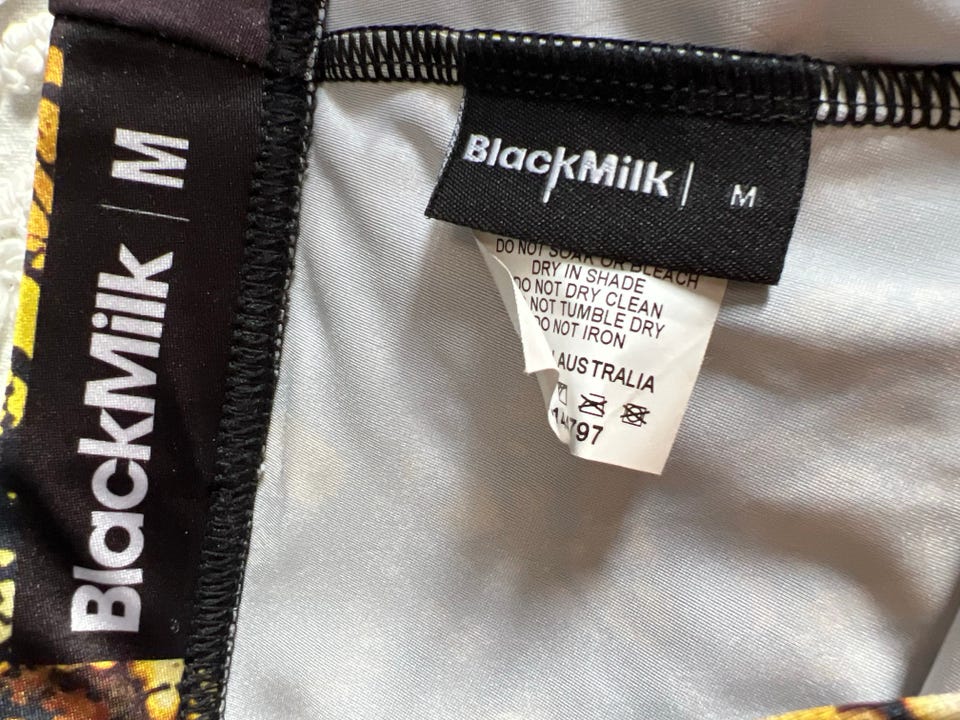 BlackMilk | M
BlackMilk | M
DO NOT SOAK OR BLEACH
DRY IN SHADE
DO NOT DRY CLEAN
NOT TUMBLE DRY
DO NOT IRON
AUSTRALIA
797